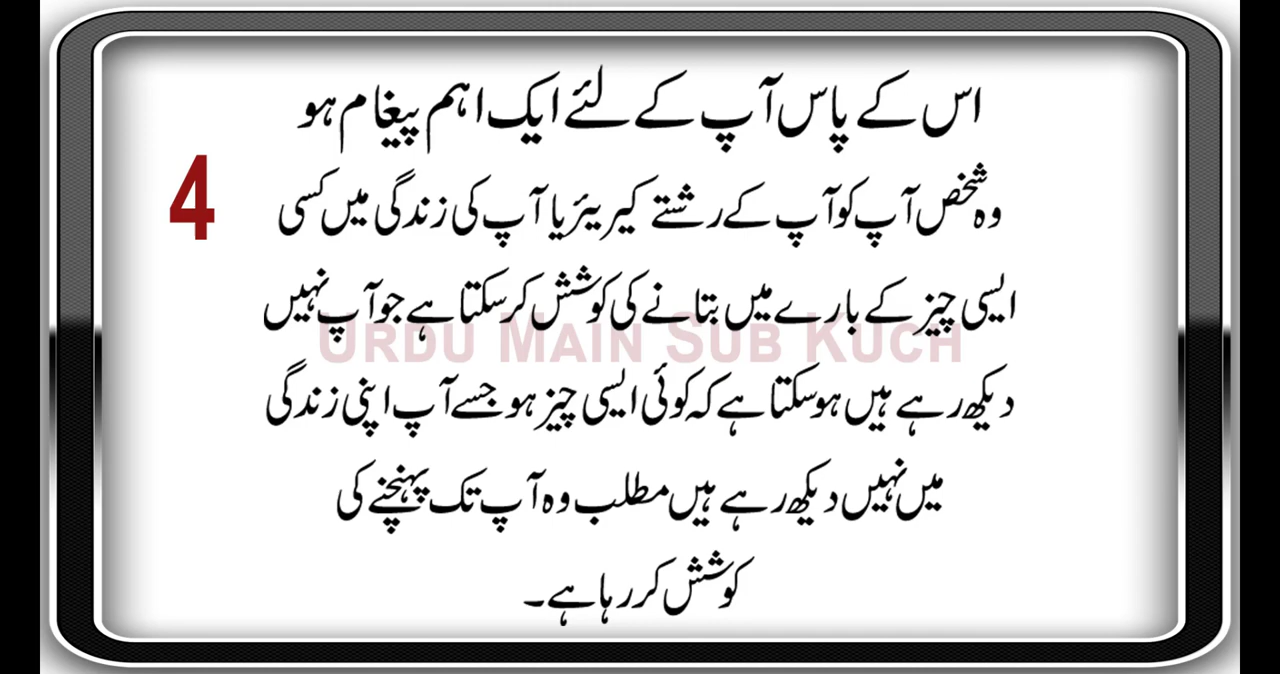 اس کے پاس آپ کے لئے ایک اہم پیغام ہو
4
وہ شخص آپ کو آپ کے رشتے کیریئر یا آپ کی زندگی میں کسی
ایسی چیز کے بارے میں بتانے کی کوشش کر سکتا ہے جو آپ نہیں
URDU MAIN SUB KUCH
دیکھ رہے ہیں ہو سکتا ہے کہ کوئی ایسی چیز ہو جسے آپ اپنی زندگی
میں نہیں دیکھ رہے ہیں مطلب وہ آپ تک پہنچنے کی
کوشش کر رہا ہے۔